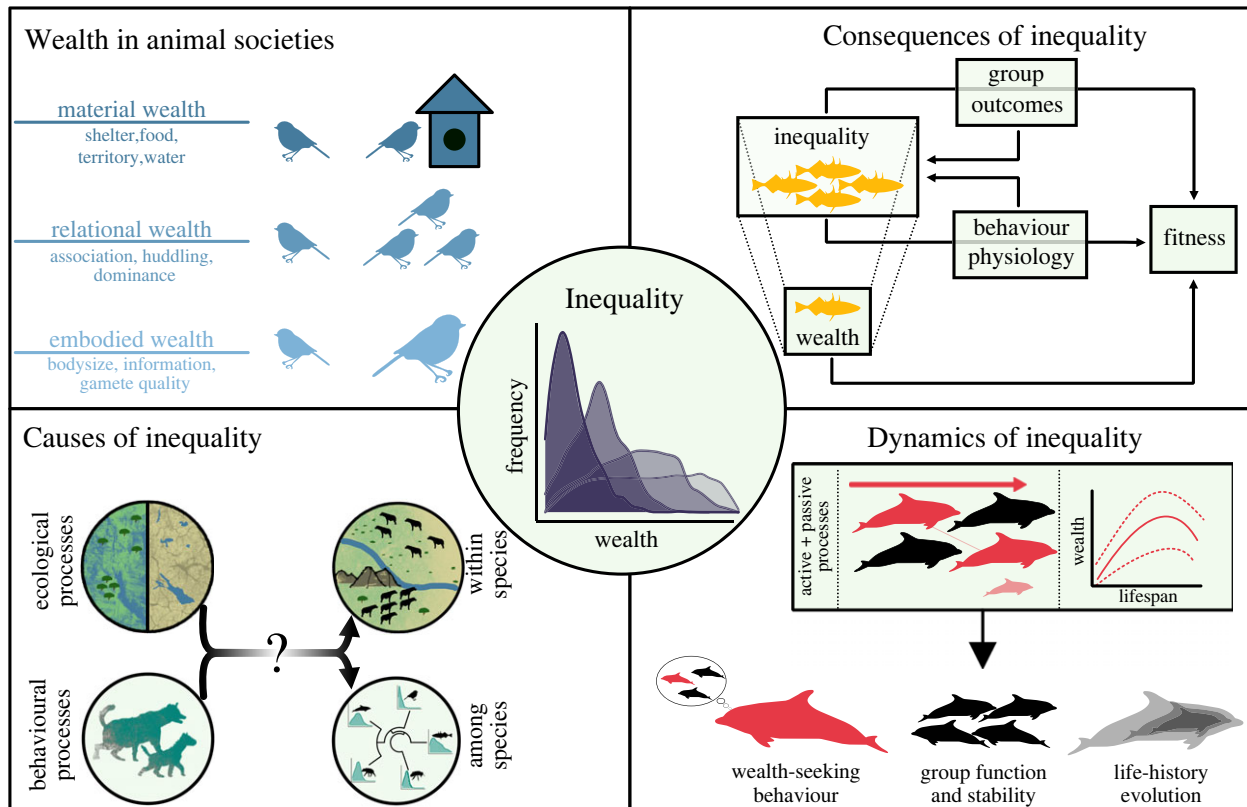 Wealth in animal societies
material wealth
shelter,food,
territory,water
relational wealth
association, huddling,
dominance
embodied wealth
bodysize, information,
gamete quality
Consequences of inequality
group
outcomes
inequality
behaviour
physiology
fitness
wealth
Inequality
frequency
wealth
Causes of inequality
ecological
processes
within
species
?
behavioural
processes
among
species
Dynamics of inequality
active + passive
processes
wealth
lifespan
wealth-seeking
behaviour
group function
and stability
life-history
evolution